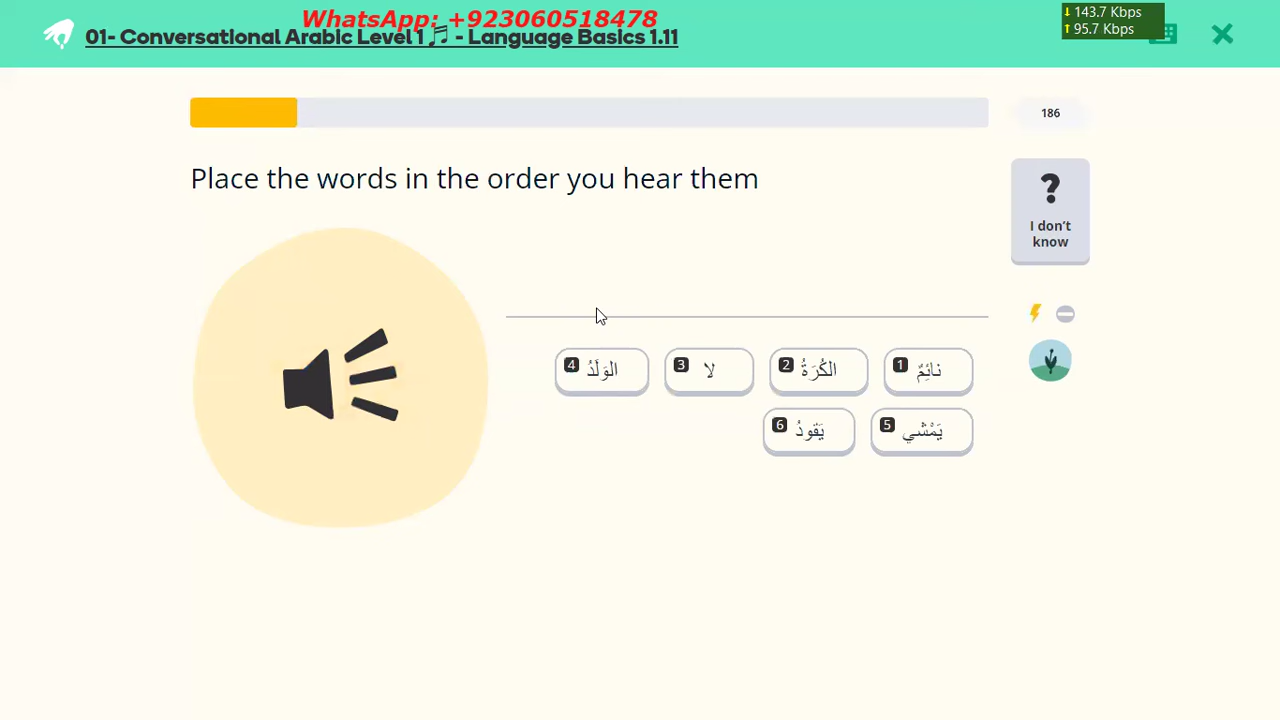 WhatsApp: +923060518478
01- Conversational Arabic Level 1♬ - Language Basics 1.11
↓ 143.7 Kbps
↑ 95.7 Kbps
186
Place the words in the order you hear them
?
I don't
know
نائِمٌ 1
الكُرَةُ 2
لا 3
الوَلَدُ 4
يَمْشي 5
يَقودُ 6